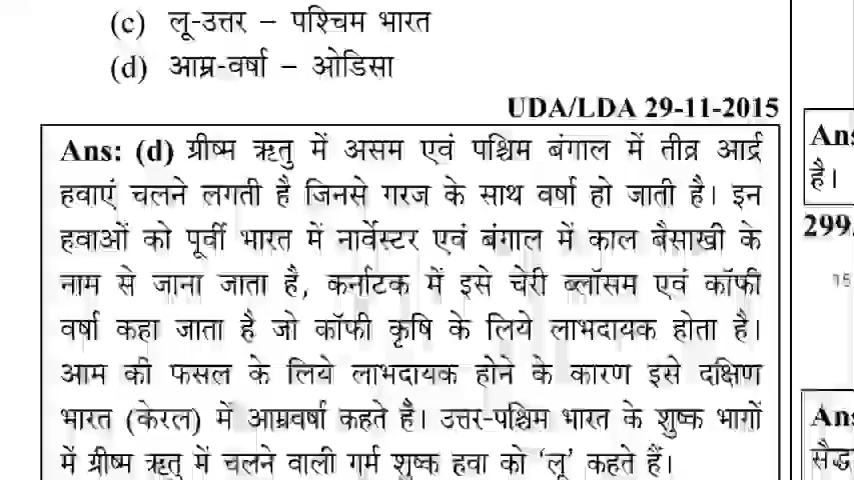 (c) लू-उत्तर – पश्चिम भारत
(d) आम्र-वर्षा – ओडिसा
UDA/LDA 29-11-2015
Ans: (d) ग्रीष्म ऋतु में असम एवं पश्चिम बंगाल में तीव्र आर्द्र
हवाएं चलने लगती है जिनसे गरज के साथ वर्षा हो जाती है। इन
हवाओं को पूर्वी भारत में नार्वेस्टर एवं बंगाल में काल बैसाखी के
नाम से जाना जाता है, कर्नाटक में इसे चेरी ब्लॉसम एवं कॉफी
वर्षा कहा जाता है जो कॉफी कृषि के लिये लाभदायक होता है।
आम की फसल के लिये लाभदायक होने के कारण इसे दक्षिण
भारत (केरल) में आम्रवर्षा कहते हैं। उत्तर-पश्चिम भारत के शुष्क भागों
में ग्रीष्म ऋतु में चलने वाली गर्म शुष्क हवा को ‘लू’ कहते हैं।
Ans
है।
299.
Ans